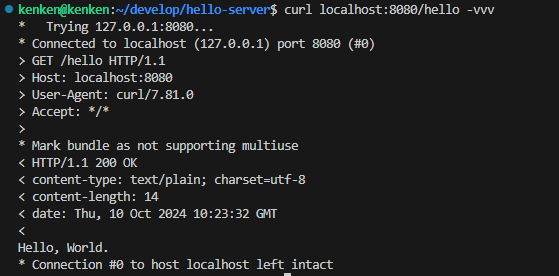 kenken@kenken:~/develop/hello-server$ curl localhost:8080/hello -vvv
*   Trying 127.0.0.1:8080...
* Connected to localhost (127.0.0.1) port 8080 (#0)
> GET /hello HTTP/1.1
> Host: localhost:8080
> User-Agent: curl/7.81.0
> Accept: */*
>
* Mark bundle as not supporting multiuse
< HTTP/1.1 200 OK
< content-type: text/plain; charset=utf-8
< content-length: 14
< date: Thu, 10 Oct 2024 10:23:32 GMT
<
Hello, World.
* Connection #0 to host localhost left intact